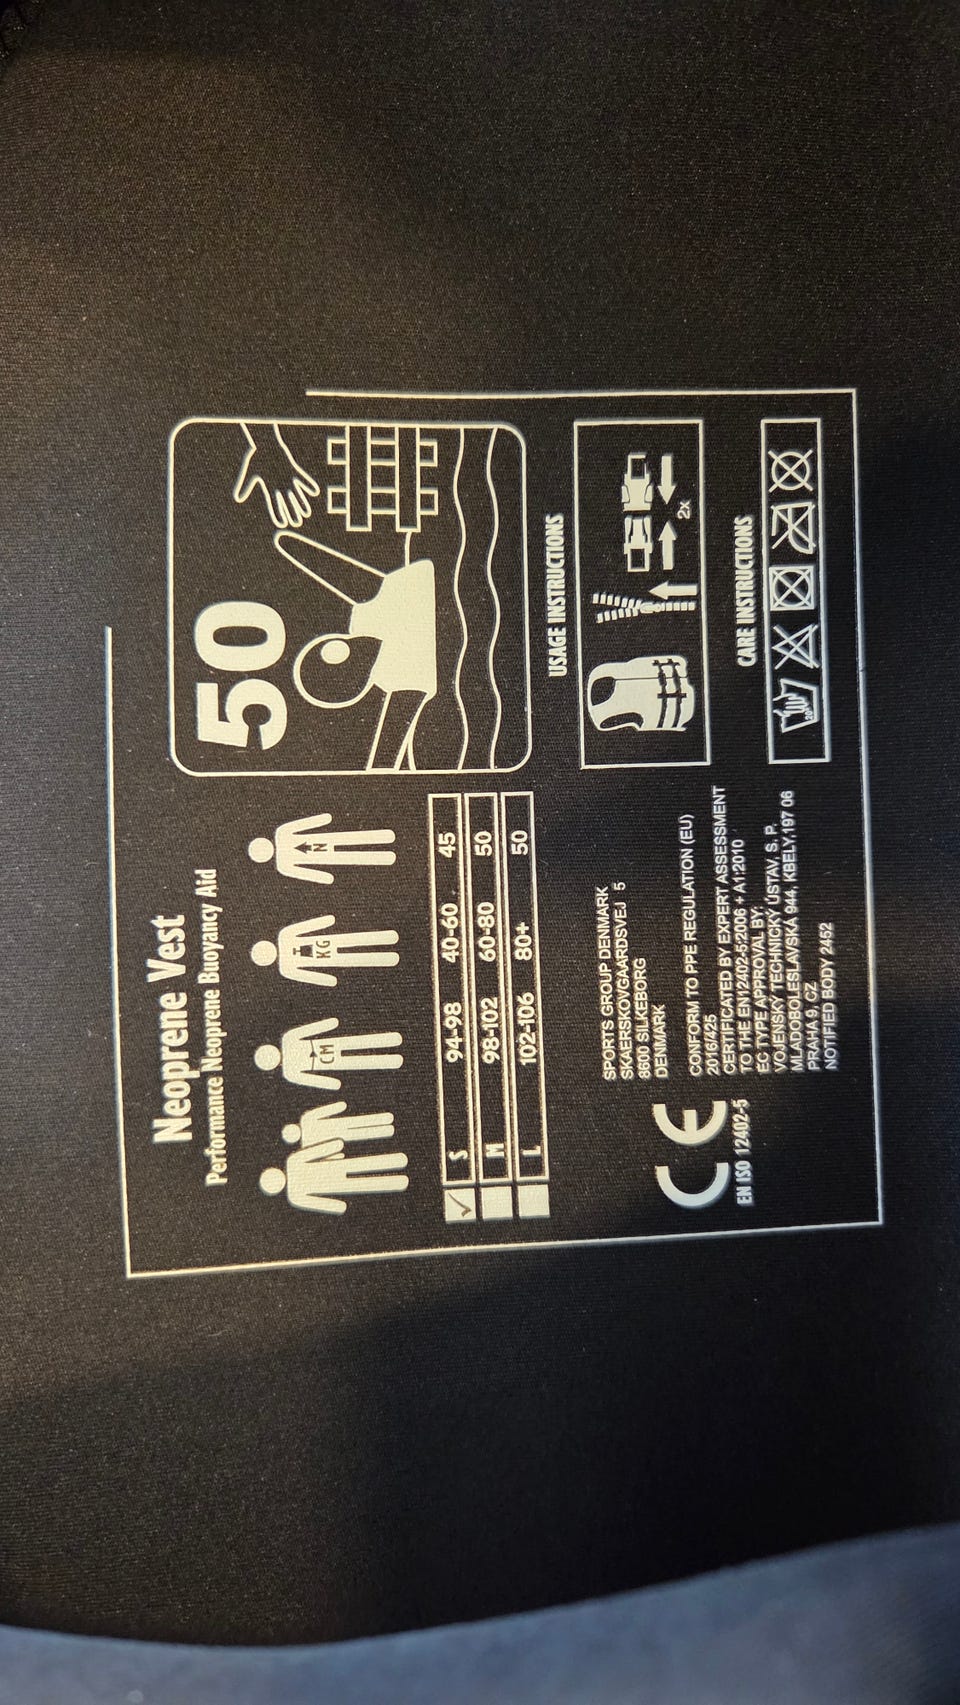 Neoprene Vest
Performance Neoprene Buoyancy Aid
CM
KG
N
✓ S 94-98 40-60 45
M 98-102 60-80 50
L 102-106 80+ 50
50
CE
EN ISO 12402-5
SPORTS GROUP DENMARK
SKAERSKOVGAARDSVEJ 5
8600 SILKEBORG
DENMARK
CONFORM TO PPE REGULATION (EU)
2016/425
CERTIFICATED BY EXPERT ASSESSMENT
TO THE EN12402-5:2006 + A1:2010
EC TYPE APPROVAL BY:
VOJENSKÝ TECHNICKÝ ÚSTAV, S. P.
MLADOBOLESLAVSKÁ 944, KBELY,197 06
PRAHA 9, CZ
NOTIFIED BODY 2452
USAGE INSTRUCTIONS
2x
CARE INSTRUCTIONS
20°